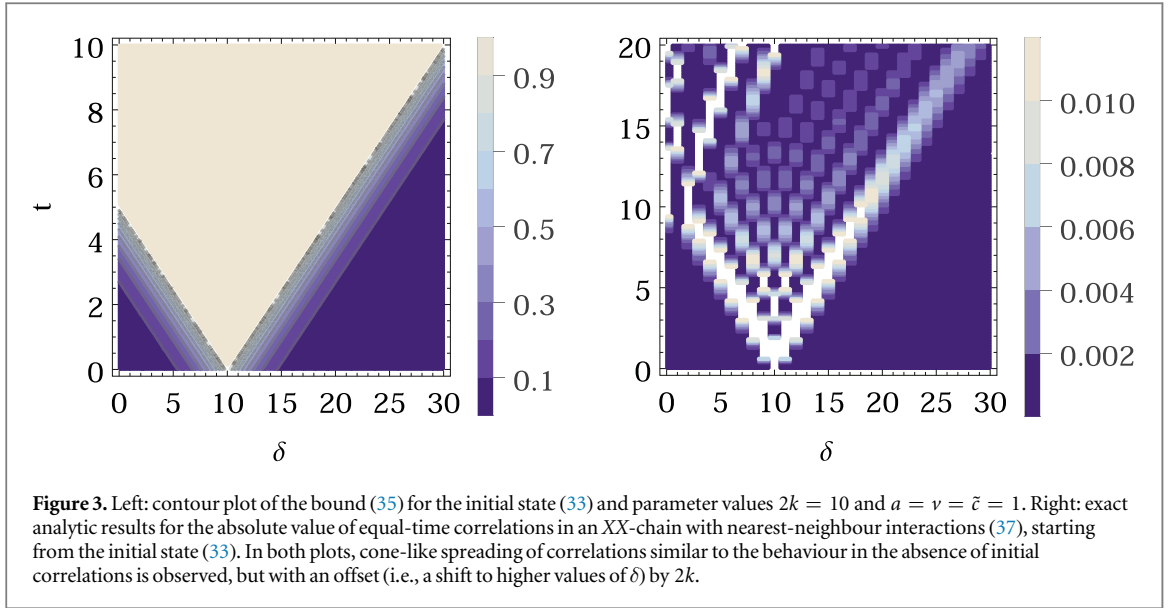 10
8
6
4
2
0
t
0 5 10 15 20 25 30
δ
0.9
0.7
0.5
0.3
0.1
20
15
10
5
0
0 5 10 15 20 25 30
δ
0.010
0.008
0.006
0.004
0.002
Figure 3. Left: contour plot of the bound (35) for the initial state (33) and parameter values 2k = 10 and a = ν = c̃ = 1. Right: exact
analytic results for the absolute value of equal-time correlations in an XX-chain with nearest-neighbour interactions (37), starting
from the initial state (33). In both plots, cone-like spreading of correlations similar to the behaviour in the absence of initial
correlations is observed, but with an offset (i.e., a shift to higher values of δ) by 2k.